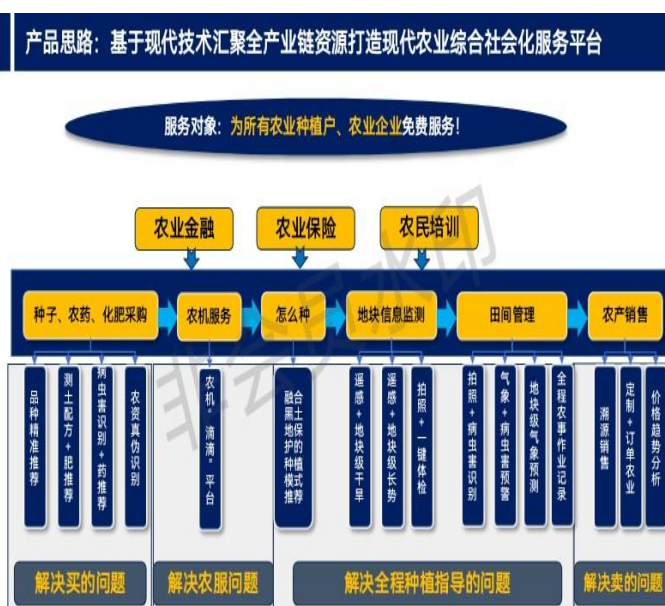 产品思路：基于现代技术汇聚全产业链资源打造现代农业综合社会化服务平台
服务对象：为所有农业种植户、农业企业免费服务！
农业金融
农业保险
农民培训
种子、农药、化肥采购
农机服务
怎么种
地块信息监测
田间管理
农产销售
品种精准推荐
测土配方+肥推荐
病虫害识别+药推荐
农资真伪识别
农机“滴滴”平台
融合黑土地保护的种植模式推荐
遥感+地块级干旱
遥感+地块级长势
拍照+一键体检
拍照+病虫害识别
气象+病虫害预警
地块级气象预测
全程农事作业记录
溯源销售
定制+订单农业
价格趋势分析
解决买的问题
解决农服问题
解决全程种植指导的问题
解决卖的问题
非会员水印